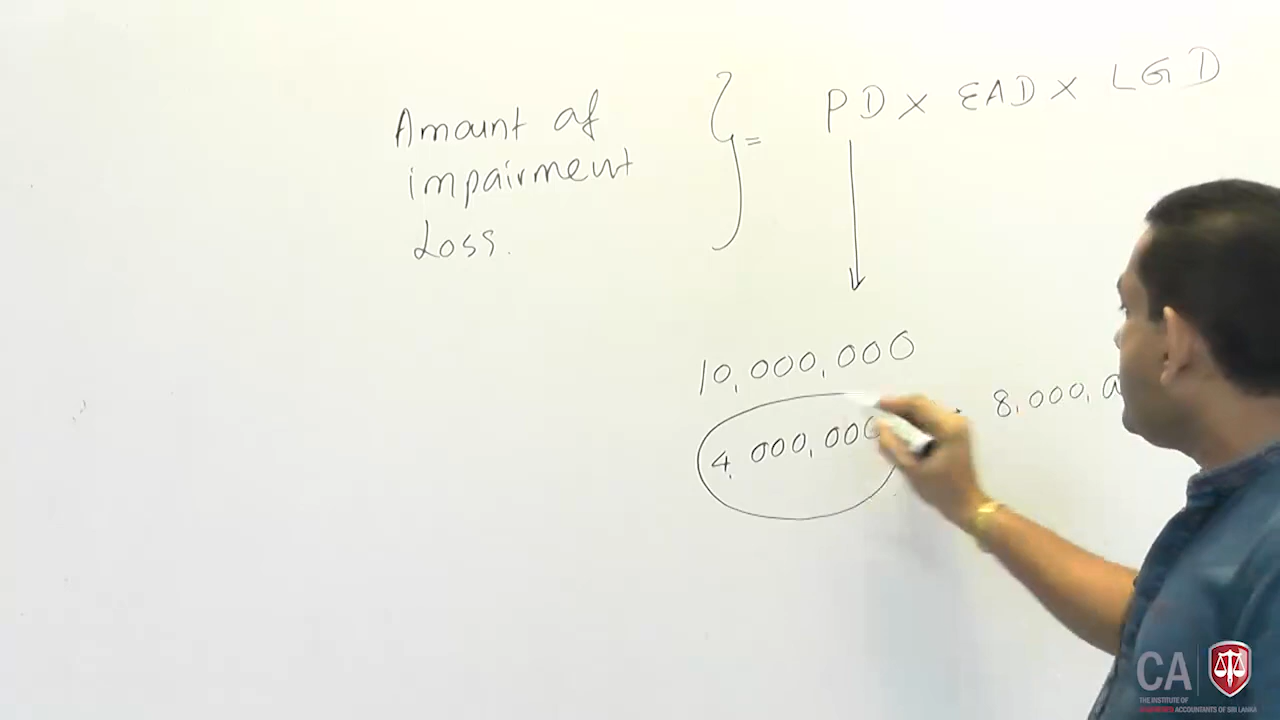 Amount of } = PD x EAD x LGD
impairment
Loss.
10,000,000
4,000,000
8,000,
CA
THE INSTITUTE OF
CHARTERED ACCOUNTANTS OF SRI LANKA